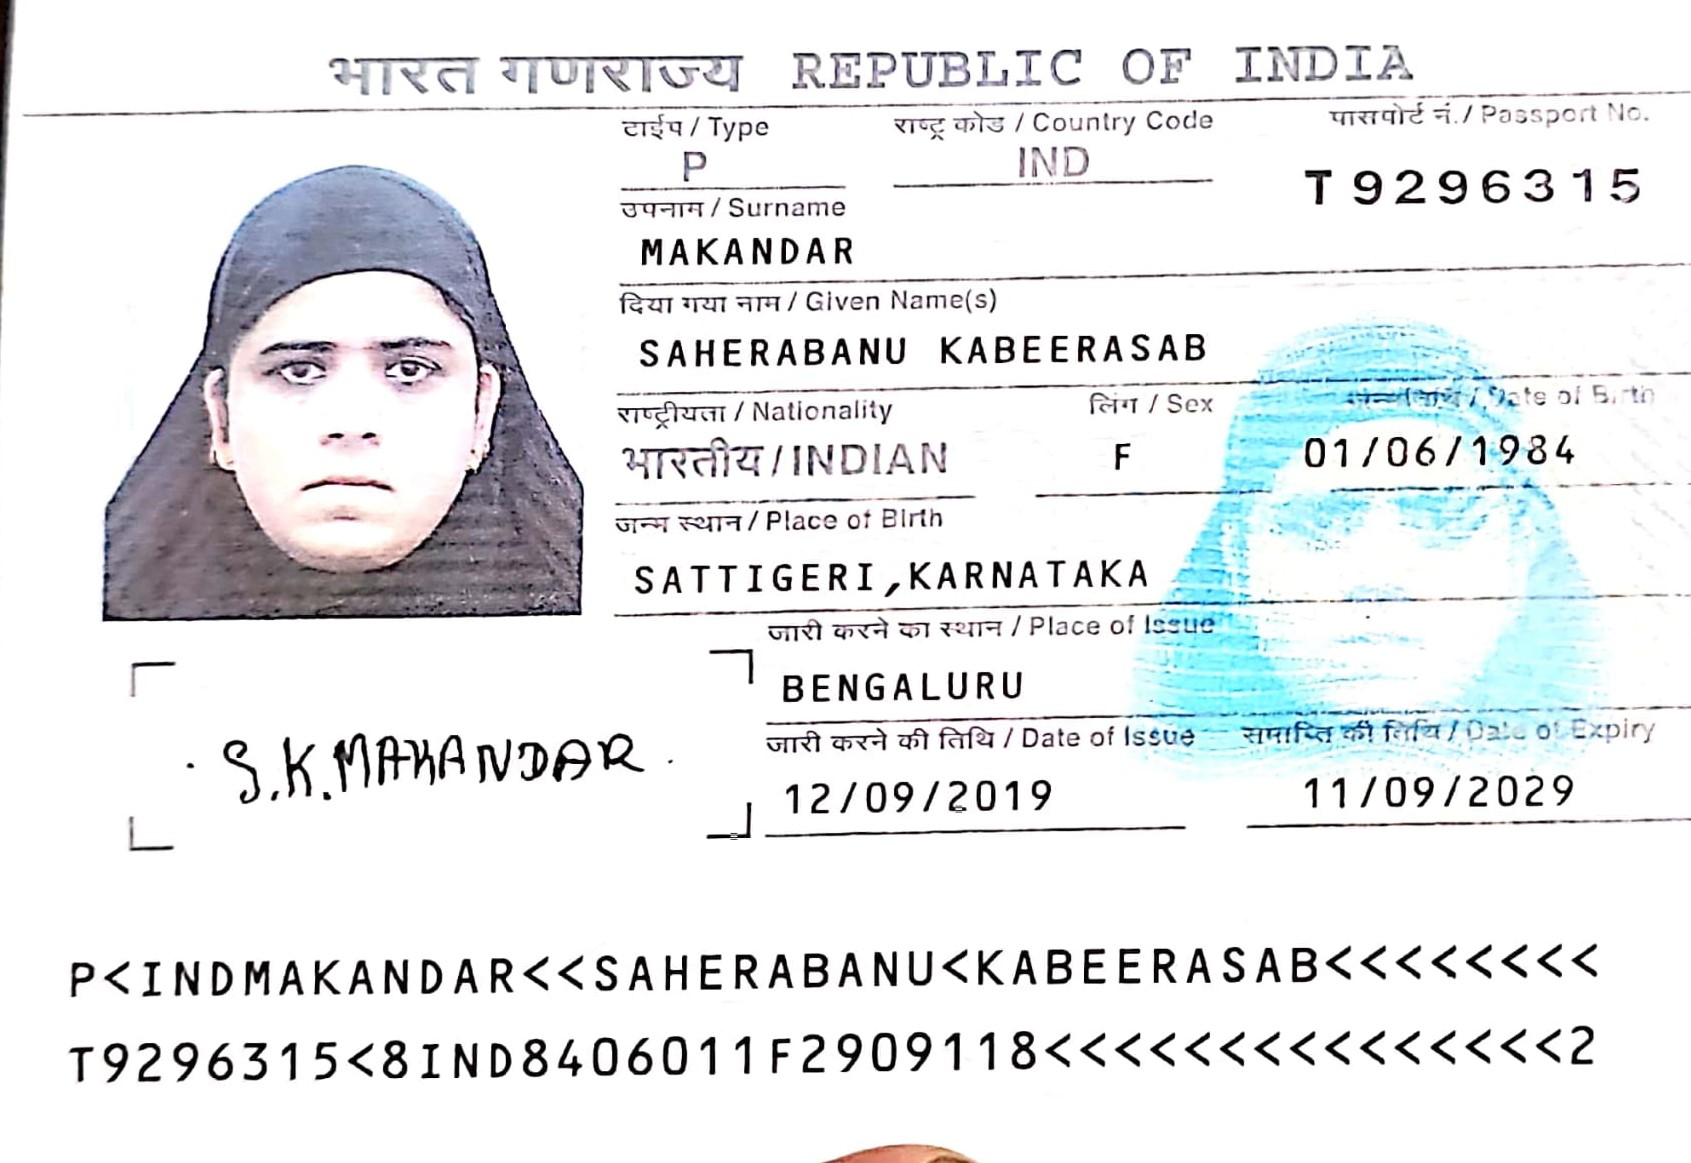 भारत गणराज्य REPUBLIC OF INDIA
टाईप / Type राष्ट्र कोड / Country Code पासपोर्ट नं. / Passport No.
P IND T9296315
उपनाम / Surname
MAKANDAR
दिया गया नाम / Given Name(s)
SAHERABANU KABEERASAB
राष्ट्रीयता / Nationality लिंग / Sex जन्मतिथि / Date of Birth
भारतीय / INDIAN F 01/06/1984
जन्म स्थान / Place of Birth
SATTIGERI,KARNATAKA
जारी करने का स्थान / Place of Issue
BENGALURU
जारी करने की तिथि / Date of Issue समाप्ति की तिथि / Date of Expiry
12/09/2019 11/09/2029
S.K.MAKANDAR
P<INDMAKANDAR<<SAHERABANU<KABEERASAB<<<<<<<<
T9296315<8IND8406011F2909118<<<<<<<<<<<<<<<2